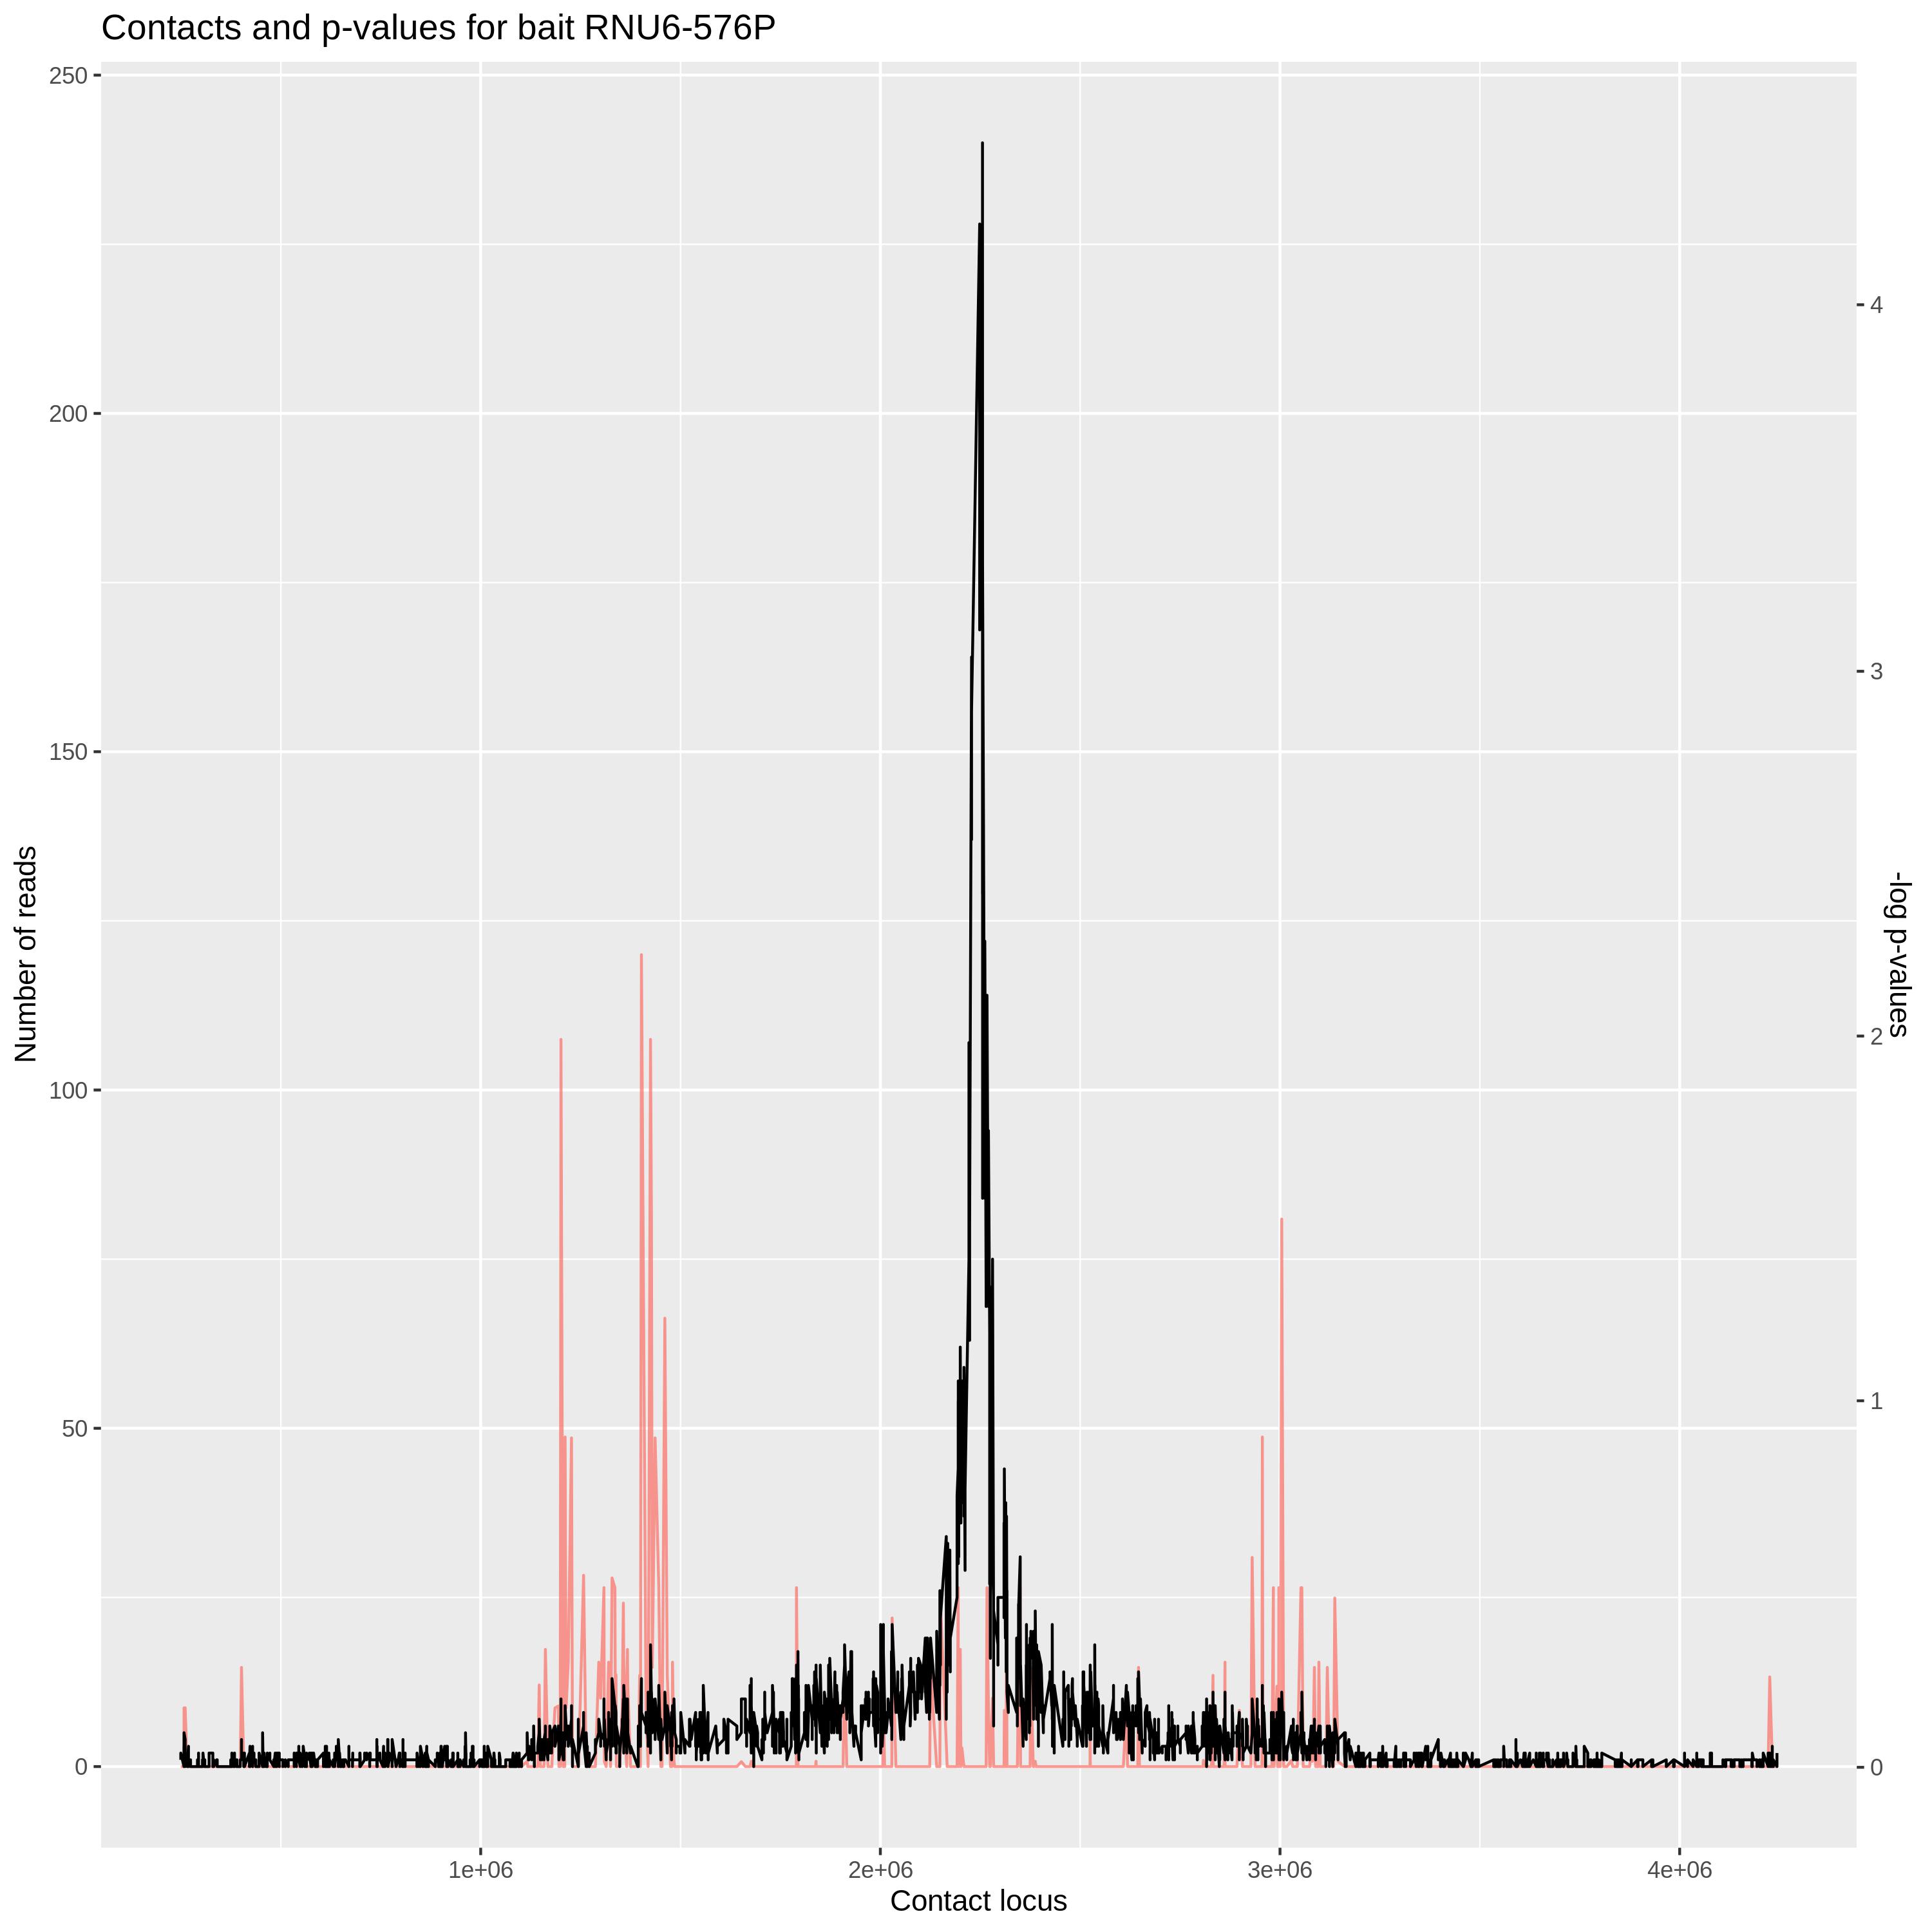 Contacts and p-values for bait RNU6-576P
250
200
150
100
50
0
Number of reads
4
3
2
1
0
-log p-values
1e+06
2e+06
3e+06
4e+06
Contact locus